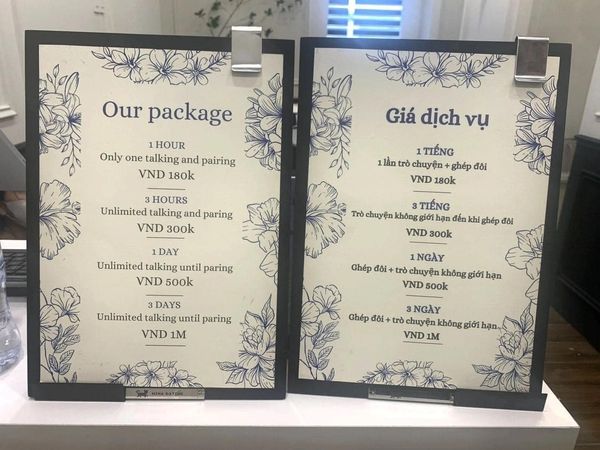 Our package
1 HOUR
Only one talking and pairing
VND 180k
3 HOURS
Unlimited talking and paring
VND 300k
1 DAY
Unlimited talking until paring
VND 500k
3 DAYS
Unlimited talking until paring
VND 1M
Giá dịch vụ
1 TIẾNG
1 lần trò chuyện + ghép đôi
VND 180k
3 TIẾNG
Trò chuyện không giới hạn đến khi ghép đôi
VND 300k
1 NGÀY
Ghép đôi + trò chuyện không giới hạn
VND 500k
3 NGÀY
Ghép đôi + trò chuyện không giới hạn
VND 1M